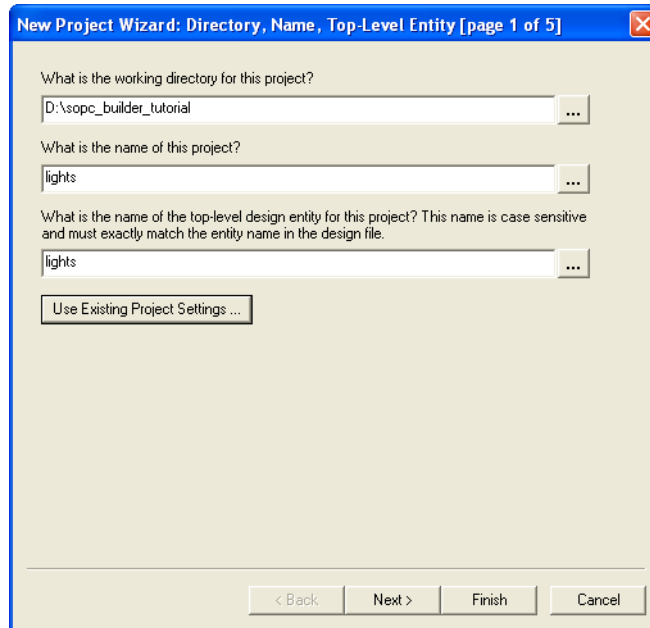 New Project Wizard: Directory, Name, Top-Level Entity [page 1 of 5]
What is the working directory for this project?
D:\sopc_builder_tutorial
...
What is the name of this project?
lights
...
What is the name of the top-level design entity for this project? This name is case sensitive
and must exactly match the entity name in the design file.
lights
...
Use Existing Project Settings ...
< Back
Next >
Finish
Cancel